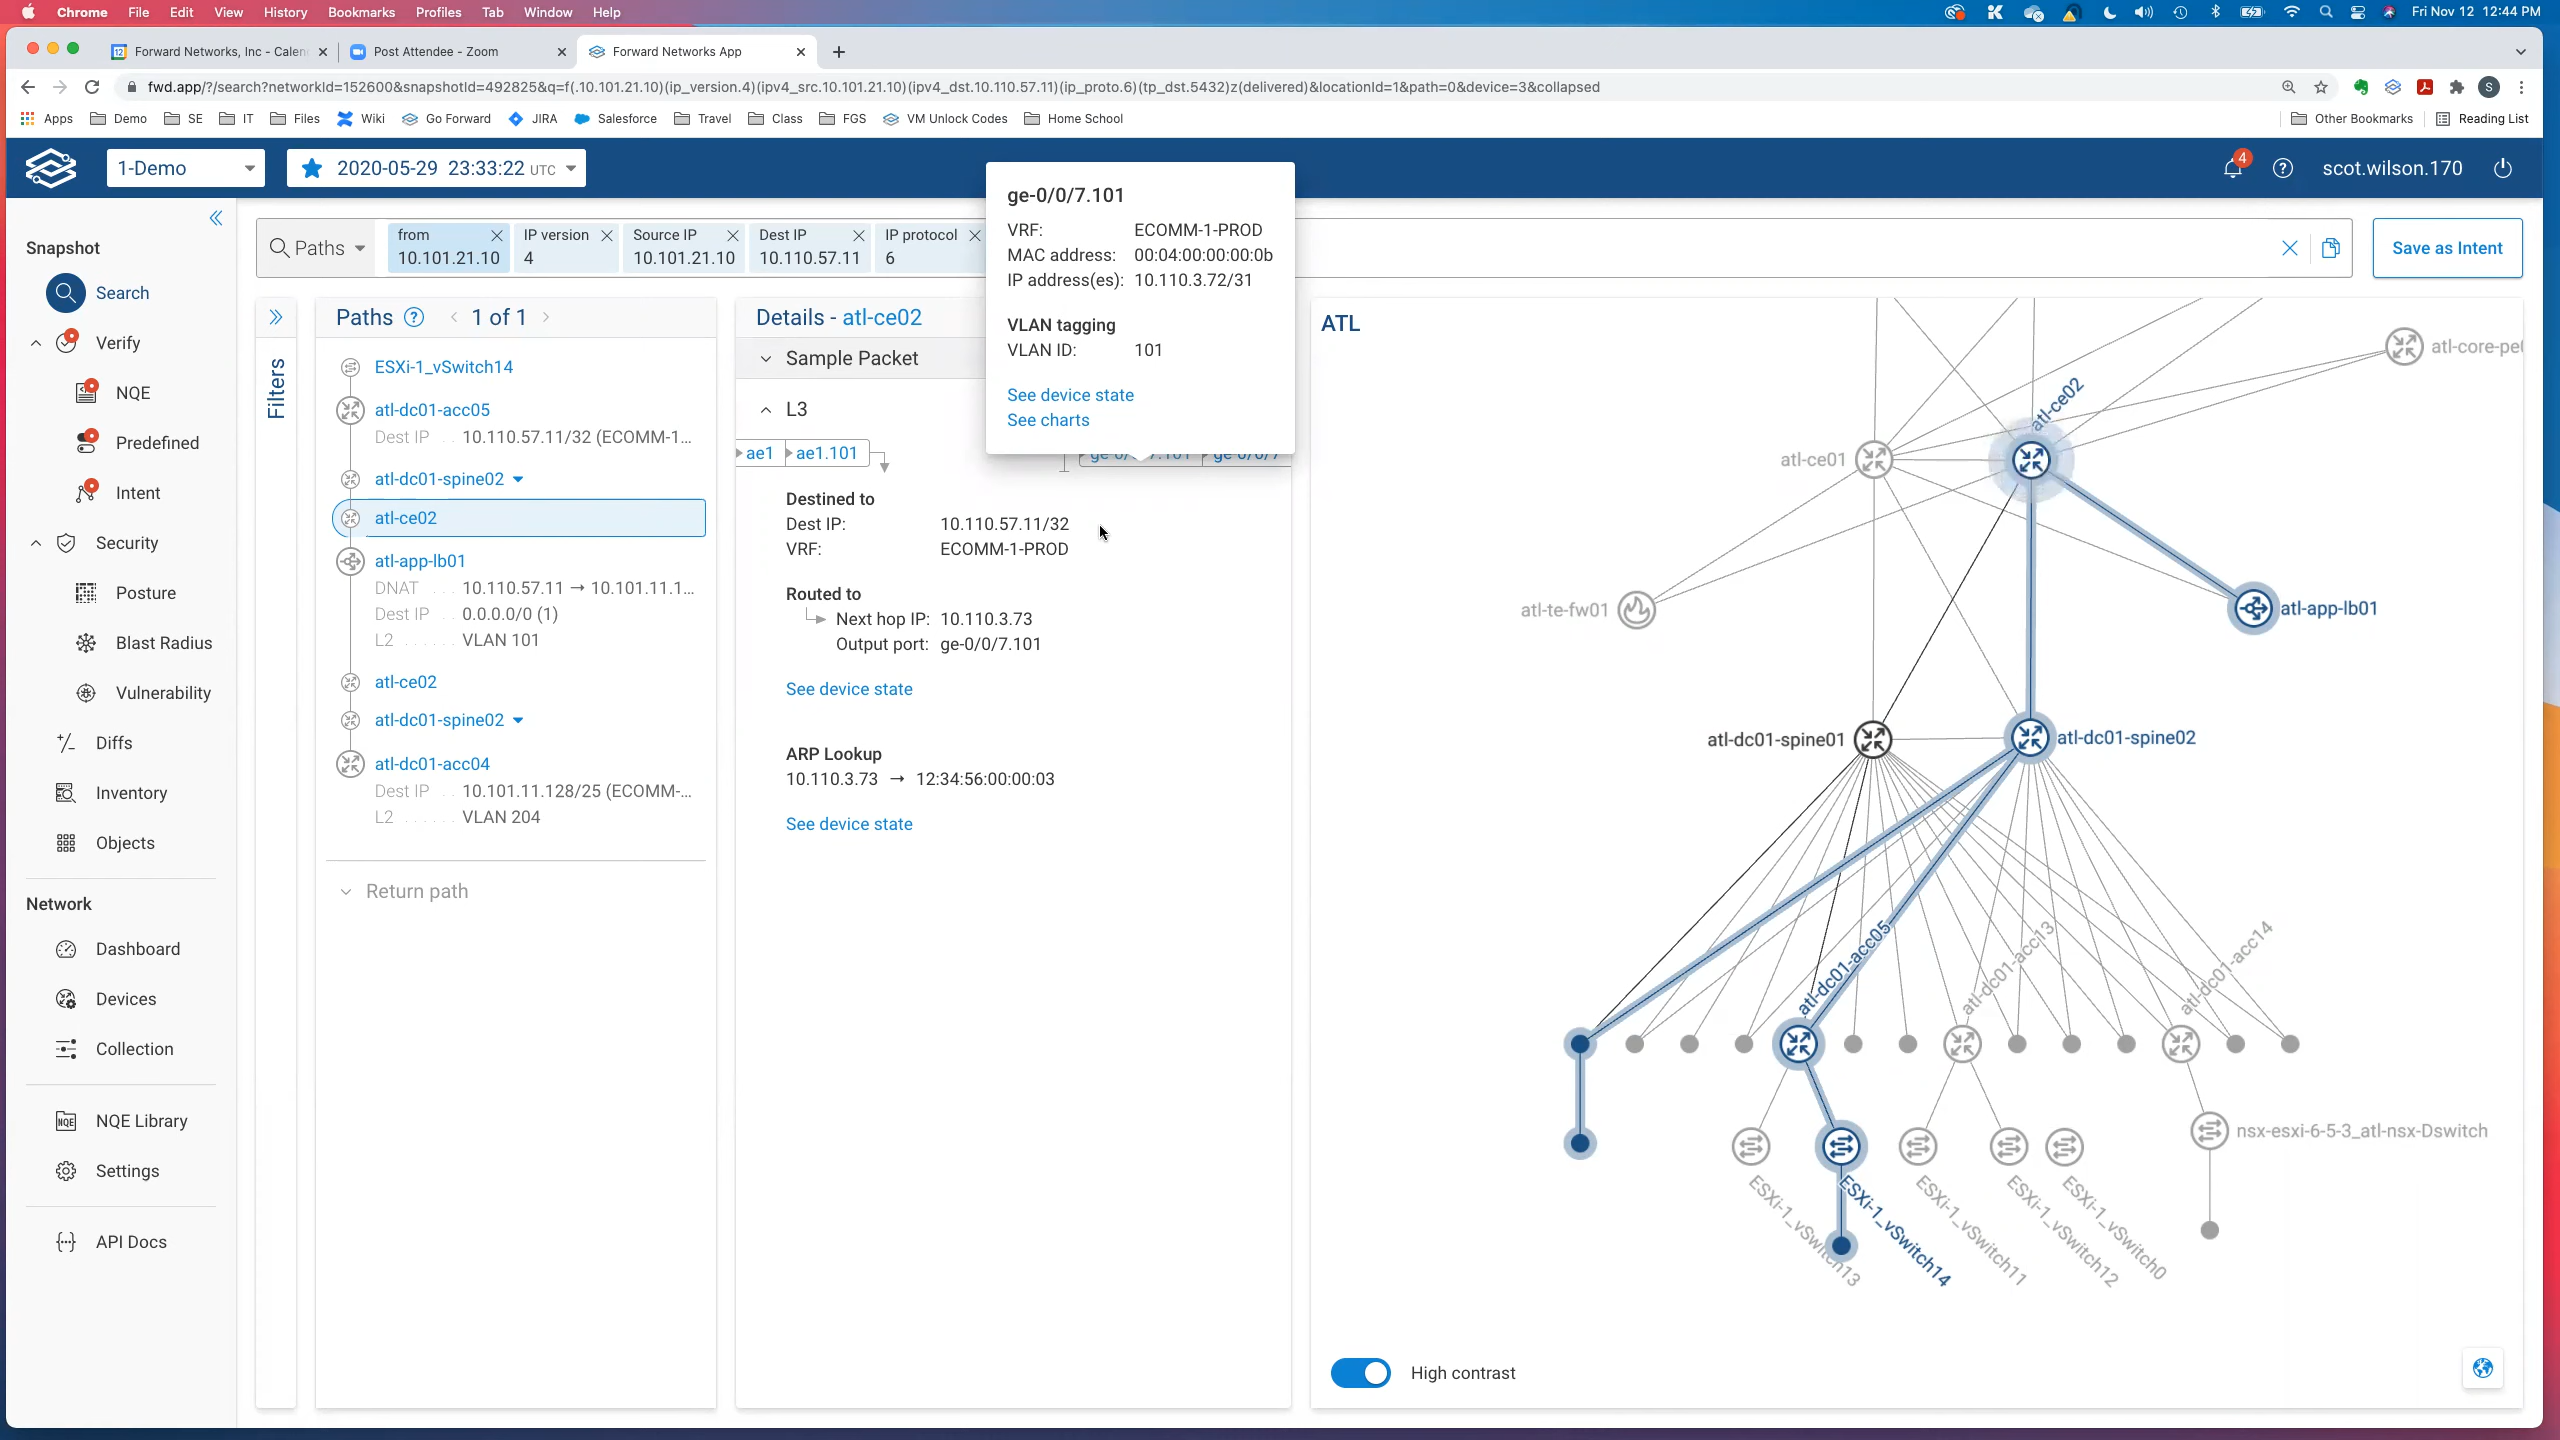 Chrome File Edit View History Bookmarks Profiles Tab Window Help
Fri Nov 12 12:44 PM
Forward Networks, Inc - Calen
Post Attendee - Zoom
Forward Networks App
fwd.app/?/search?networkId=152600&snapshotId=492825&q=f(.10.101.21.10)(ip_version.4)(ipv4_src.10.101.21.10)(ipv4_dst.10.110.57.11)(ip_proto.6)(tp_dst.5432)z(delivered)&locationId=1&path=0&device=3&collapsed
S
Apps Demo SE IT Files Wiki Go Forward JIRA Salesforce Travel Class FGS VM Unlock Codes Home School Other Bookmarks Reading List
1-Demo
2020-05-29 23:33:22 UTC
4
scot.wilson.170
Snapshot
Search
Verify
NQE
Predefined
Intent
Security
Posture
Blast Radius
Vulnerability
Diffs
Inventory
Objects
Network
Dashboard
Devices
Collection
NQE Library
Settings
API Docs
Paths
from
10.101.21.10
IP version
4
Source IP
10.101.21.10
Dest IP
10.110.57.11
IP protocol
6
Save as Intent
Filters
Paths 1 of 1
ESXi-1_vSwitch14
atl-dc01-acc05
Dest IP .. 10.110.57.11/32 (ECOMM-1...
atl-dc01-spine02
atl-ce02
atl-app-lb01
DNAT ... 10.110.57.11 → 10.101.11.1...
Dest IP .. 0.0.0.0/0 (1)
L2 ...... VLAN 101
atl-ce02
atl-dc01-spine02
atl-dc01-acc04
Dest IP .. 10.101.11.128/25 (ECOMM-...
L2 ...... VLAN 204
Return path
Details - atl-ce02
Sample Packet
L3
ae1 ae1.101
ge-0/0/7
ge-0/0/7.101
VRF: ECOMM-1-PROD
MAC address: 00:04:00:00:00:0b
IP address(es): 10.110.3.72/31
VLAN tagging
VLAN ID: 101
See device state
See charts
Destined to
Dest IP: 10.110.57.11/32
VRF: ECOMM-1-PROD
Routed to
Next hop IP: 10.110.3.73
Output port: ge-0/0/7.101
See device state
ARP Lookup
10.110.3.73 → 12:34:56:00:00:03
See device state
ATL
atl-core-pe
atl-ce02
atl-ce01
atl-te-fw01
atl-app-lb01
atl-dc01-spine01
atl-dc01-spine02
atl-dc01-acc05
atl-dc01-acc13
atl-dc01-acc14
nsx-esxi-6-5-3_atl-nsx-Dswitch
ESXi-1_vSwitch13
ESXi-1_vSwitch14
ESXi-1_vSwitch11
ESXi-1_vSwitch12
ESXi-1_vSwitch0
High contrast